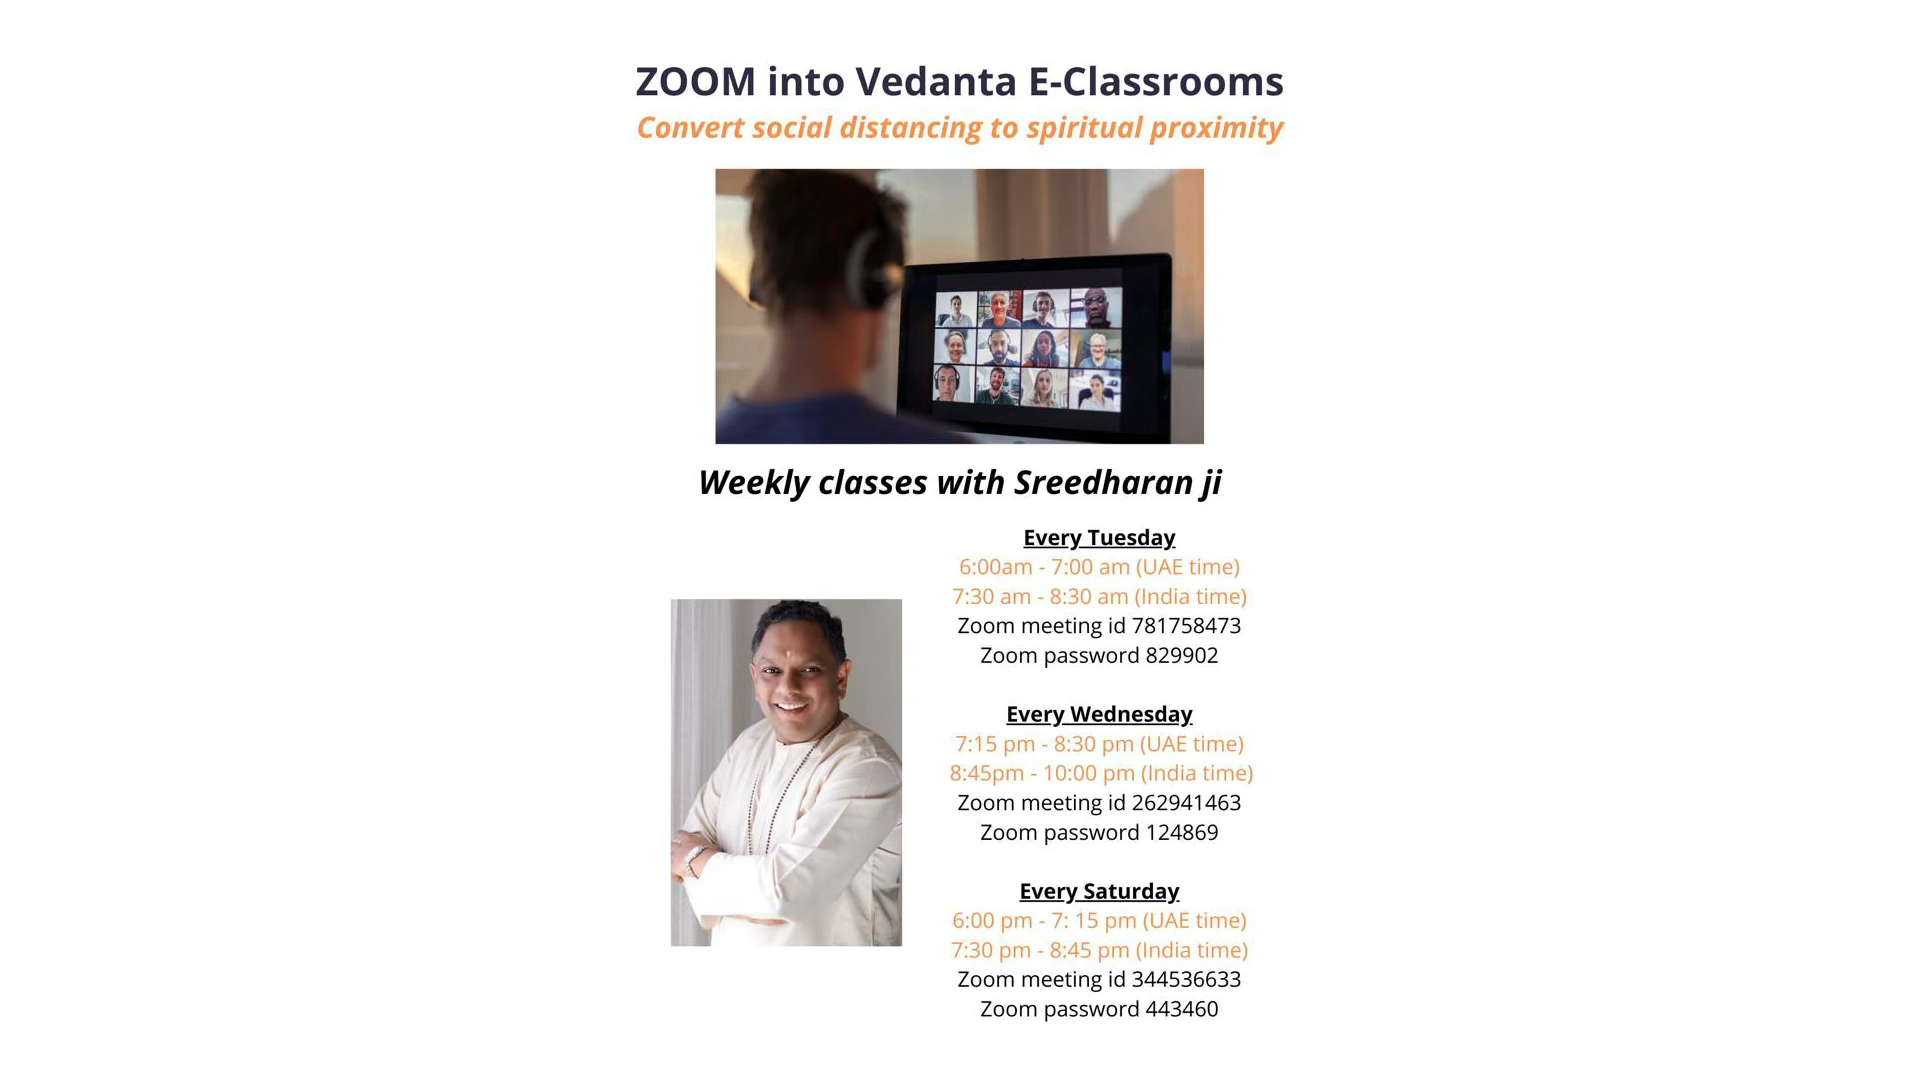 ZOOM into Vedanta E-Classrooms
Convert social distancing to spiritual proximity
Weekly classes with Sreedharan ji
Every Tuesday
6:00am - 7:00 am (UAE time)
7:30 am - 8:30 am (India time)
Zoom meeting id 781758473
Zoom password 829902
Every Wednesday
7:15 pm - 8:30 pm (UAE time)
8:45pm - 10:00 pm (India time)
Zoom meeting id 262941463
Zoom password 124869
Every Saturday
6:00 pm - 7: 15 pm (UAE time)
7:30 pm - 8:45 pm (India time)
Zoom meeting id 344536633
Zoom password 443460